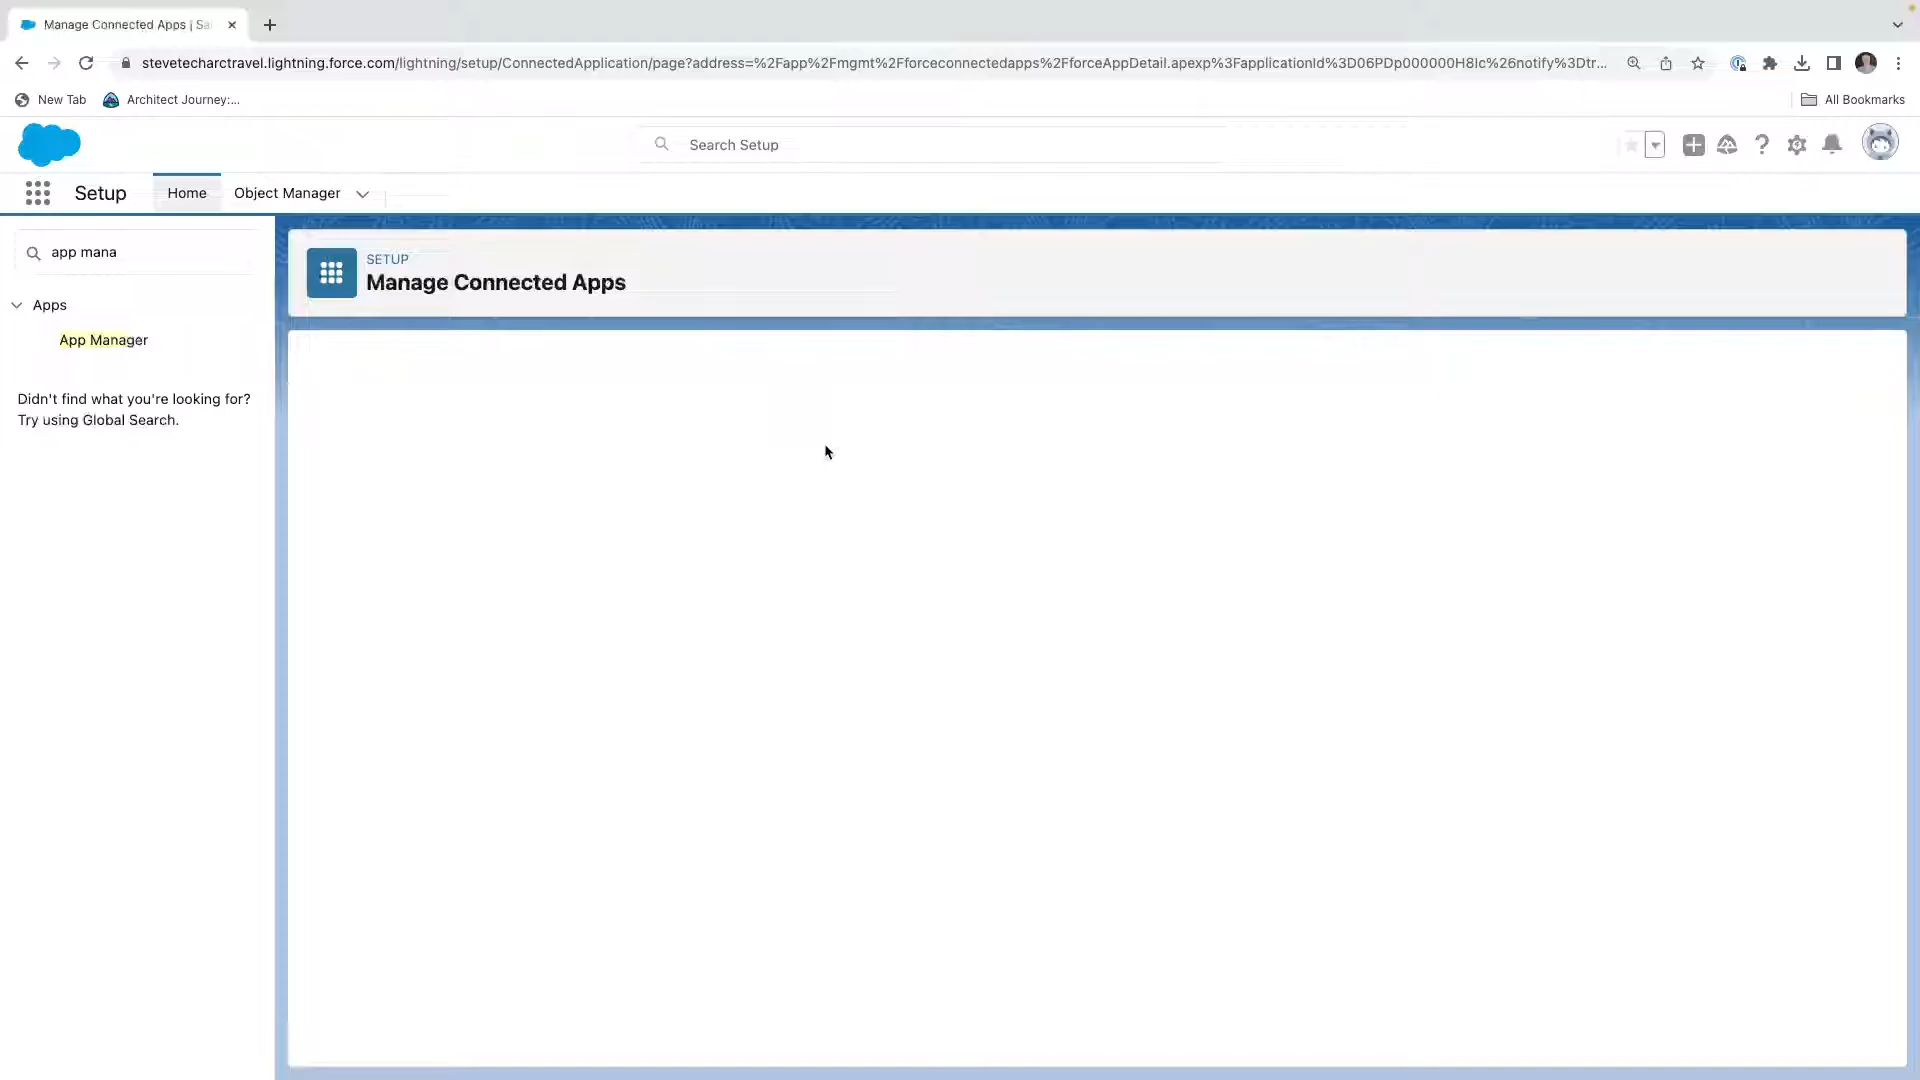 Manage Connected Apps | Sa
stevetecharctravel.lightning.force.com/lightning/setup/ConnectedApplication/page?address=%2Fapp%2Fmgmt%2Fforceconnectedapps%2FforceAppDetail.apexp%3FapplicationId%3D06PDp000000H8Ic%26notify%3Dtr...
New Tab
Architect Journey:...
All Bookmarks
Search Setup
Setup
Home
Object Manager
app mana
SETUP
Manage Connected Apps
Apps
App Manager
Didn't find what you're looking for?
Try using Global Search.